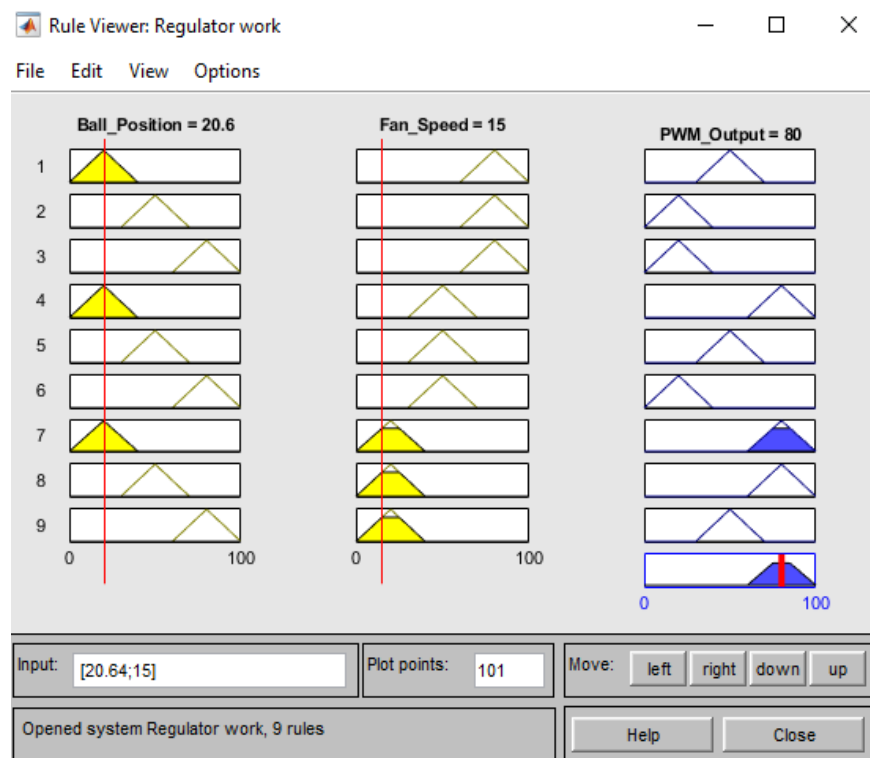 Rule Viewer: Regulator work
File Edit View Options
Ball_Position = 20.6 Fan_Speed = 15 PWM_Output = 80
1
2
3
4
5
6
7
8
9
0 100 0 100
0 100
Input: [20.64;15] Plot points: 101 Move: left right down up
Opened system Regulator work, 9 rules Help Close